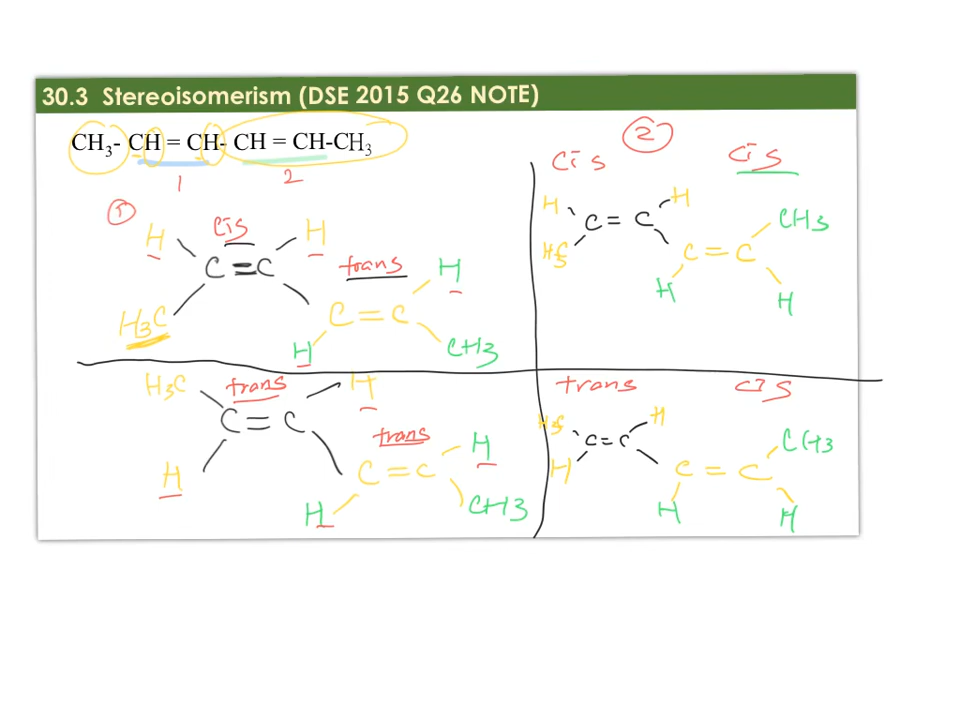 30.3 Stereoisomerism (DSE 2015 Q26 NOTE)
CH3- CH = CH- CH = CH-CH3
1 2
①
cis
H H
C = C
H3C
trans
H
C = C
H CH3
②
cis cis
H H
C = C
H3C
CH3
C = C
H H
H3C trans H
C = C
H
trans
H
C = C
H CH3
trans cis
H3C H
C = C
H
CH3
C = C
H H